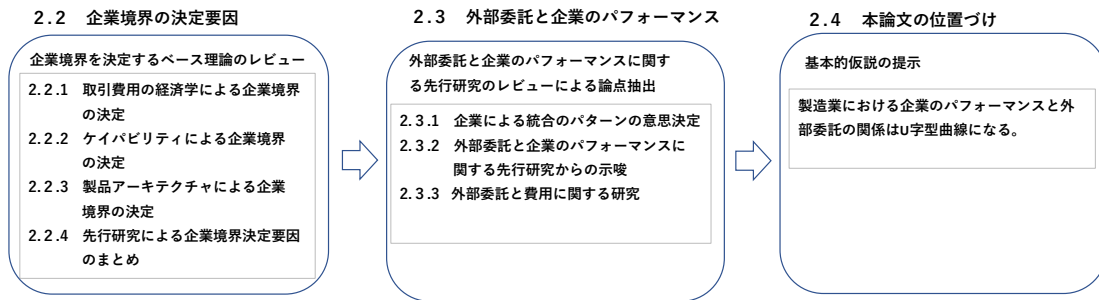 2.2 企業境界の決定要因
企業境界を決定するベース理論のレビュー
2.2.1 取引費用の経済学による企業境界
の決定
2.2.2 ケイパビリティによる企業境界
の決定
2.2.3 製品アーキテクチャによる企業
境界の決定
2.2.4 先行研究による企業境界決定要因
のまとめ
2.3 外部委託と企業のパフォーマンス
外部委託と企業のパフォーマンスに関す
る先行研究のレビューによる論点抽出
2.3.1 企業による統合のパターンの意思決定
2.3.2 外部委託と企業のパフォーマンスに
関する先行研究からの示唆
2.3.3 外部委託と費用に関する研究
2.4 本論文の位置づけ
基本的仮説の提示
製造業における企業のパフォーマンスと外
部委託の関係はU字型曲線になる。